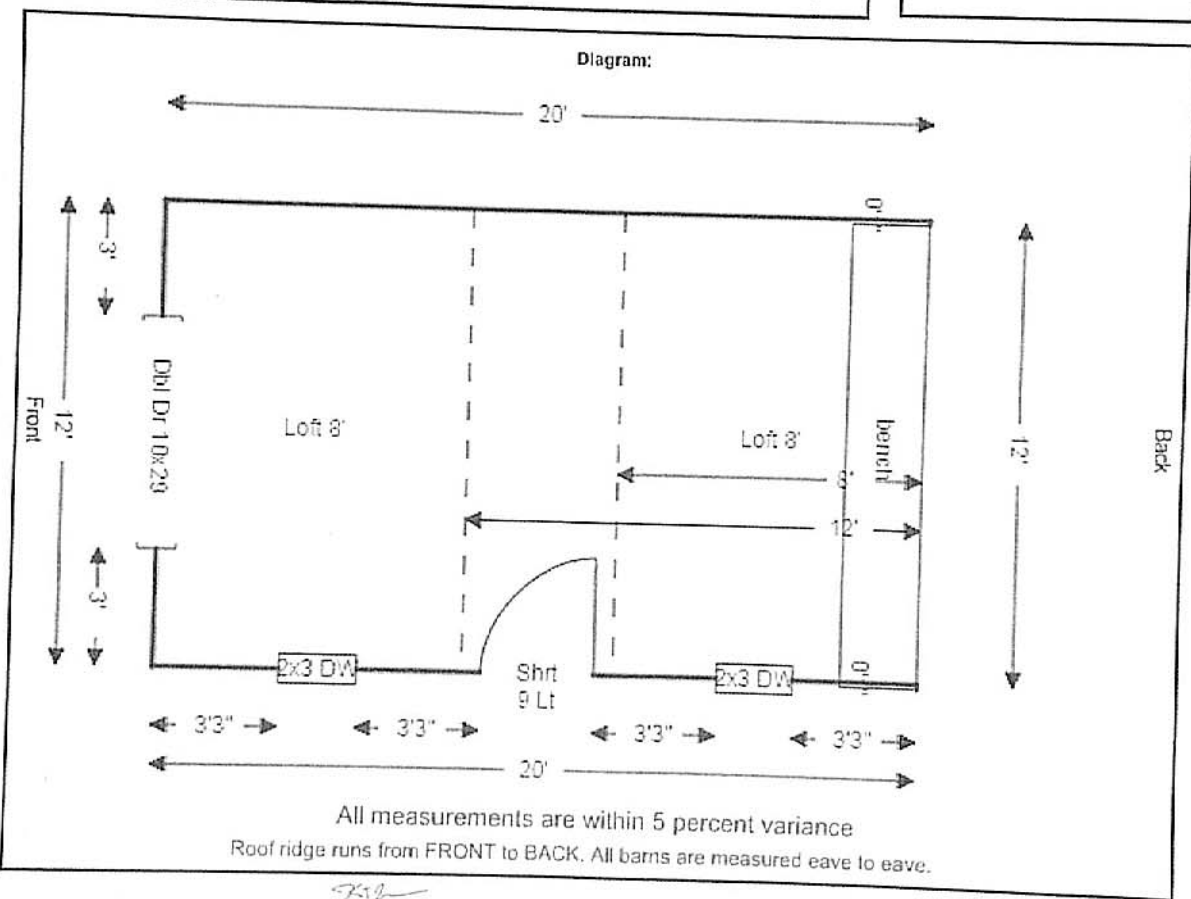 Diagram:
20'
3'
12'
Front
Dbl Dr 10x29
3'
Loft 8'
Loft 8'
0'
bench
8'
12'
12'
Back
0'
2x3 DW
Shrt
9 Lt
2x3 DW
3'3"
3'3"
3'3"
3'3"
20'
All measurements are within 5 percent variance
Roof ridge runs from FRONT to BACK. All barns are measured eave to eave.